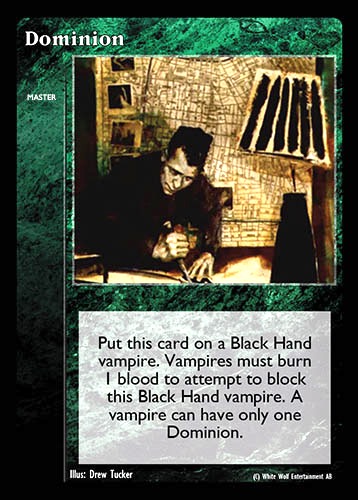 Dominion
MASTER
Put this card on a Black Hand
vampire. Vampires must burn
1 blood to attempt to block
this Black Hand vampire. A
vampire can have only one
Dominion.
Illus: Drew Tucker
(C) White Wolf Entertainment AB